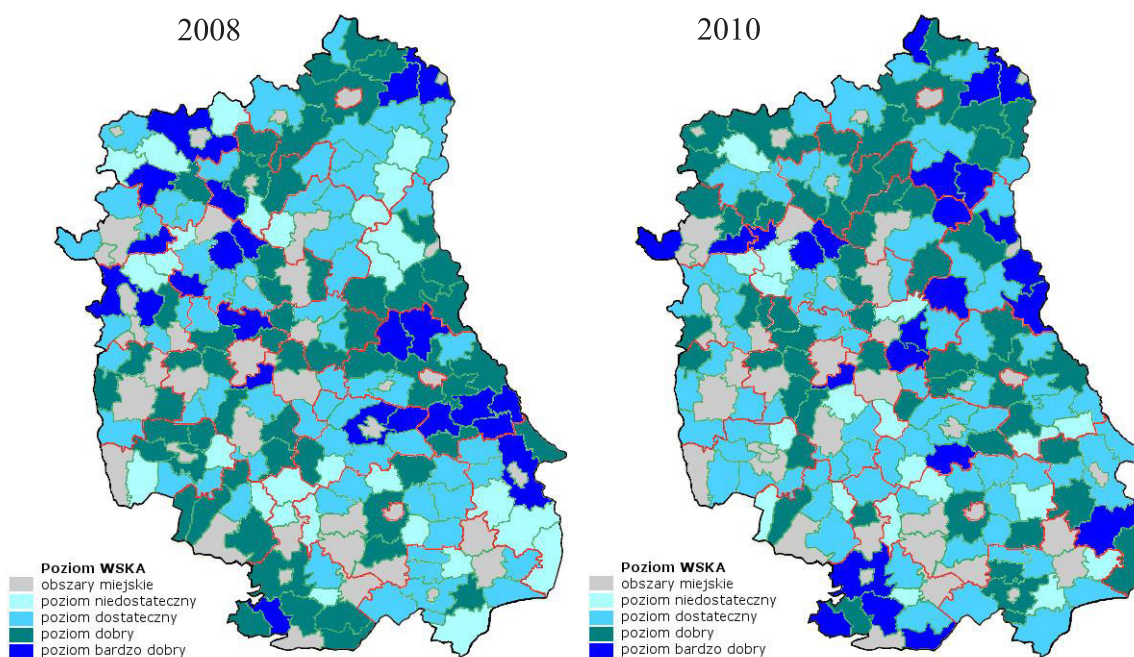 2008
2010
Poziom WSKA
obszary miejskie
poziom niedostateczny
poziom dostateczny
poziom dobry
poziom bardzo dobry
Poziom WSKA
obszary miejskie
poziom niedostateczny
poziom dostateczny
poziom dobry
poziom bardzo dobry